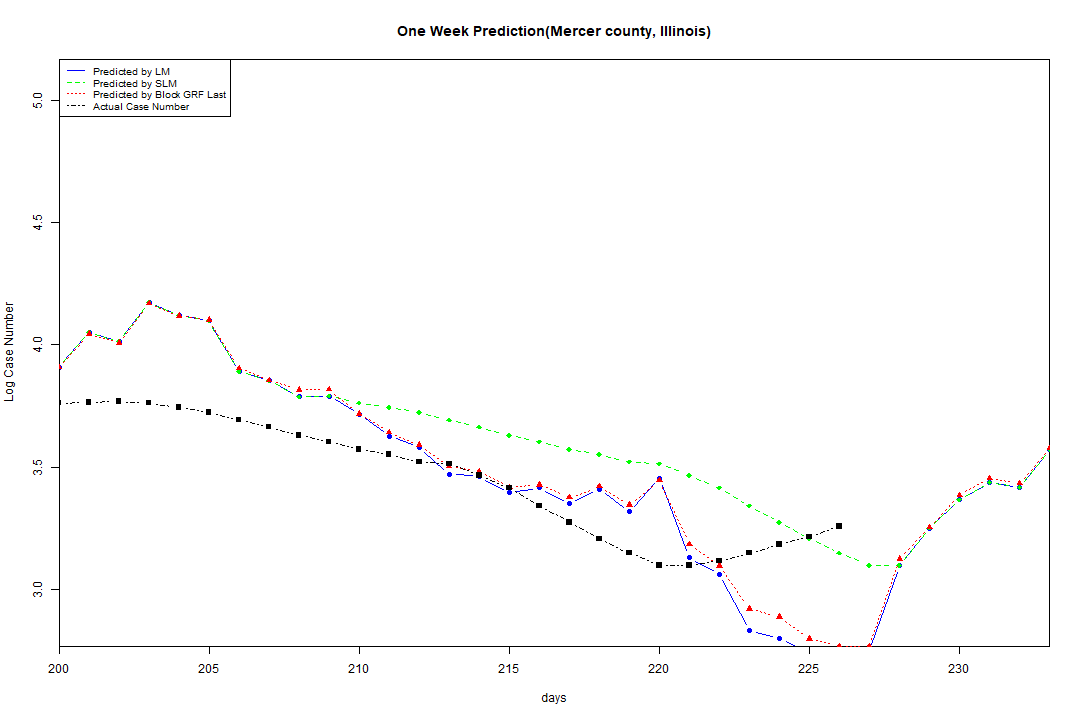 One Week Prediction(Mercer county, Illinois)
Predicted by LM
Predicted by SLM
Predicted by Block GRF Last
Actual Case Number
5.0
4.5
4.0
3.5
3.0
Log Case Number
200 205 210 215 220 225 230
days